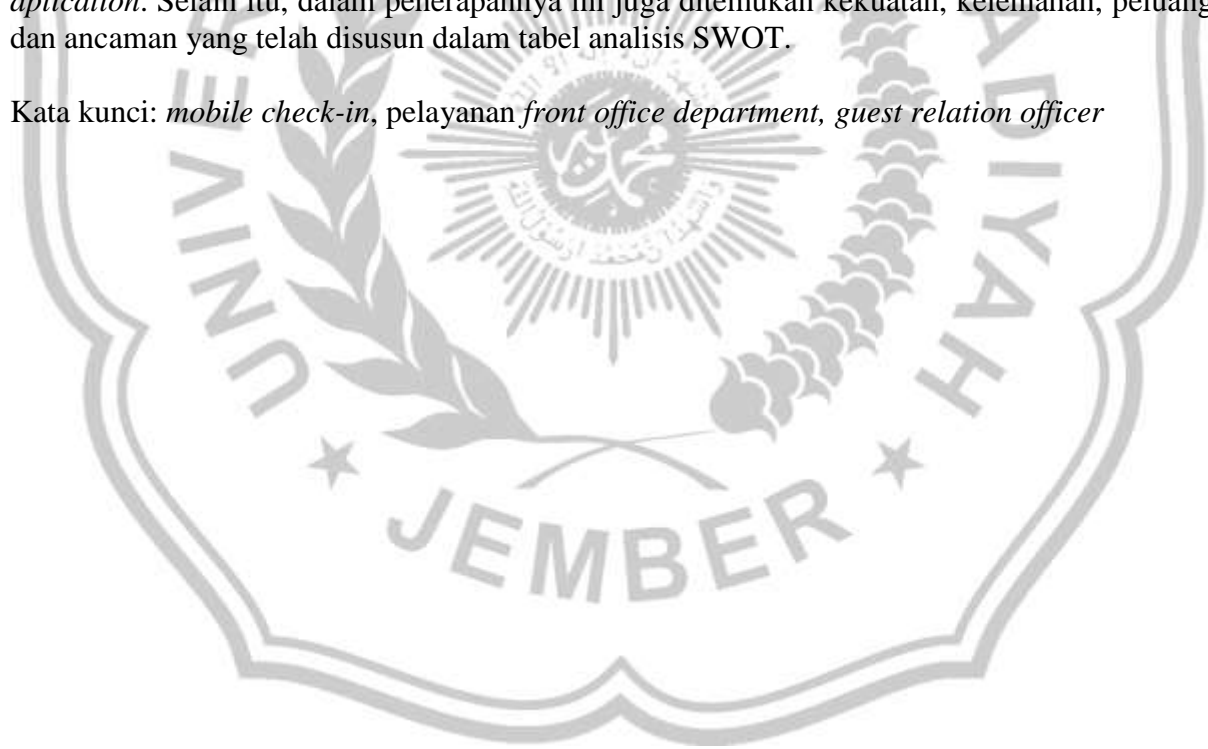 aplication. Selain itu, dalam penerapannya ini juga ditemukan kekuatan, kelemahan, peluang
dan ancaman yang telah disusun dalam tabel analisis SWOT.
Kata kunci: mobile check-in, pelayanan front office department, guest relation officer
JEMBER